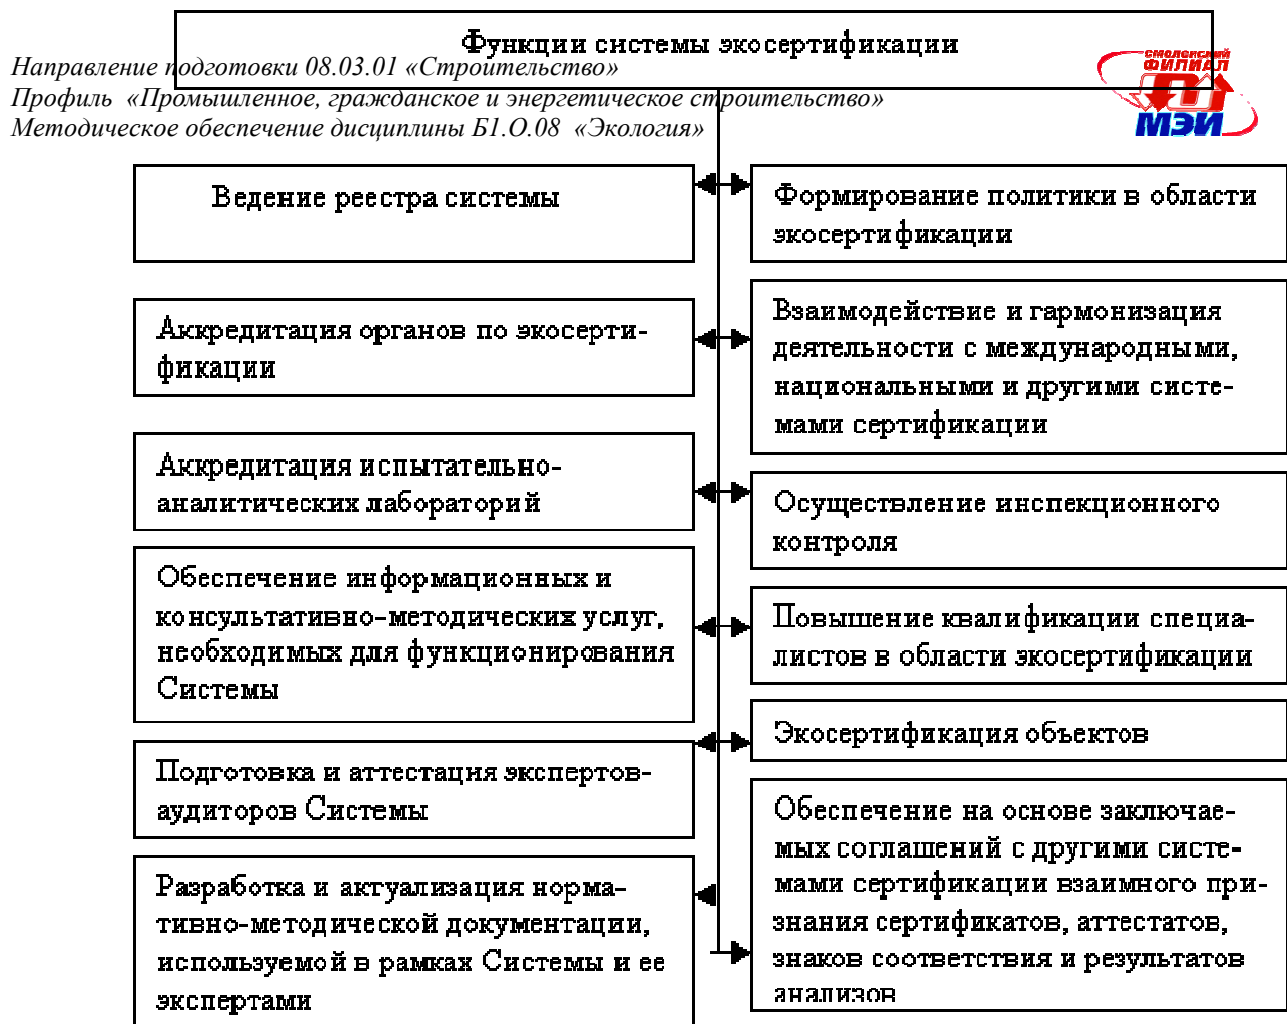 Функции системы экосертификации
Направление подготовки 08.03.01 «Строительство»
Профиль «Промышленное, гражданское и энергетическое строительство»
Методическое обеспечение дисциплины Б1.О.08 «Экология»
СМОЛЕНСКИЙ
ФИЛИАЛ
МЭИ
Ведение реестра системы
Аккредитация органов по экосерти-
фикации
Аккредитация испытательно-
аналитических лабораторий
Обеспечение информационных и
консультативно-методических услуг,
необходимых для функционирования
Системы
Подготовка и аттестация экспертов-
аудиторов Системы
Разработка и актуализация норма-
тивно-методической документации,
используемой в рамках Системы и ее
экспертами
Формирование политики в области
экосертификации
Взаимодействие и гармонизация
деятельности с международными,
национальными и другими систе-
мами сертификации
Осуществление инспекционного
контроля
Повышение квалификации специа-
листов в области экосертификации
Экосертификация объектов
Обеспечение на основе заключае-
мых соглашений с другими систе-
мами сертификации взаимного при-
знания сертификатов, аттестатов,
знаков соответствия и результатов
анализов